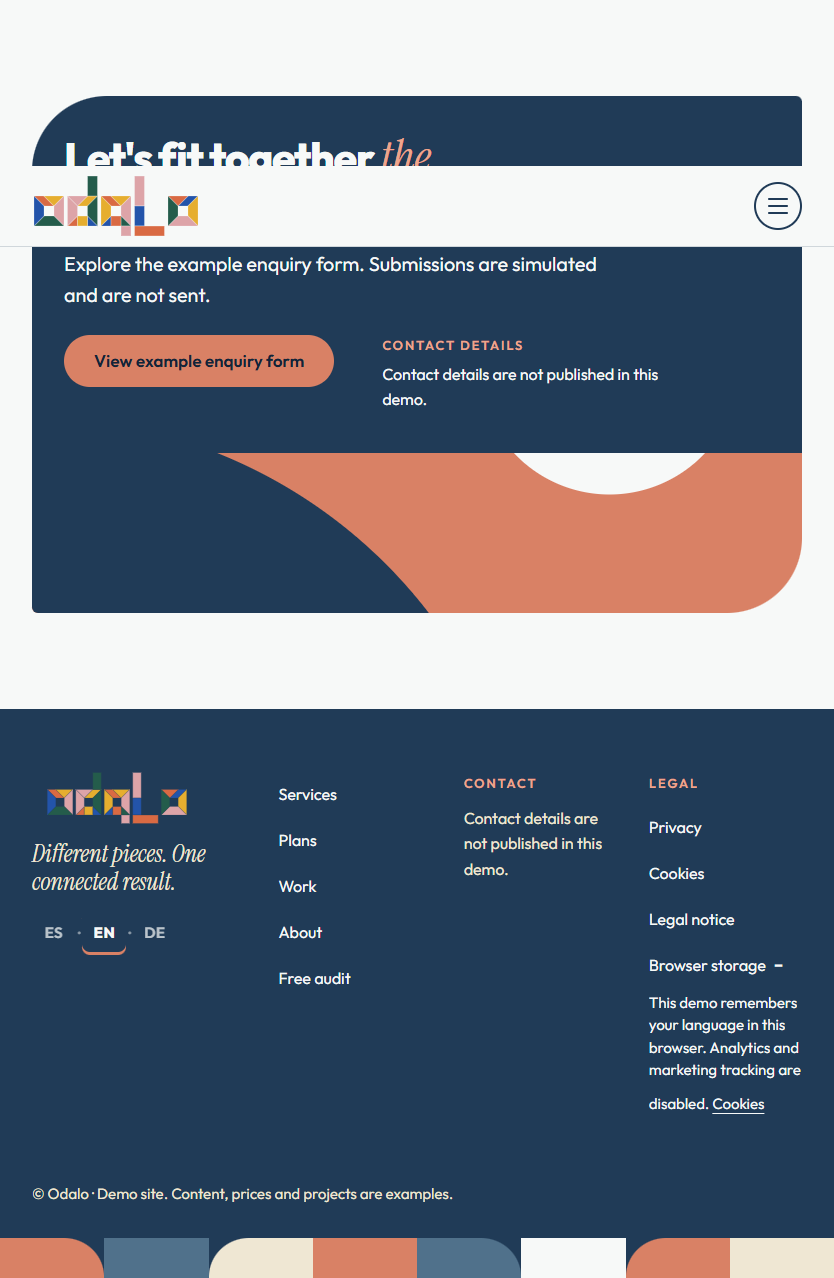 Let's fit together the
odalo
Explore the example enquiry form. Submissions are simulated
and are not sent.
View example enquiry form
CONTACT DETAILS
Contact details are not published in this
demo.
odalo
Different pieces. One
connected result.
ES · EN · DE
Services
Plans
Work
About
Free audit
CONTACT
Contact details are
not published in this
demo.
LEGAL
Privacy
Cookies
Legal notice
Browser storage –
This demo remembers
your language in this
browser. Analytics and
marketing tracking are
disabled. Cookies
© Odalo · Demo site. Content, prices and projects are examples.